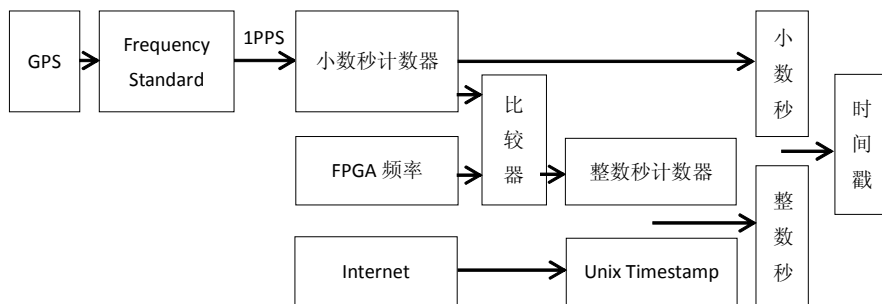 GPS
Frequency
Standard
1PPS
小数秒计数器
小数秒
FPGA 频率
比较器
整数秒计数器
时间戳
Internet
Unix Timestamp
整数秒